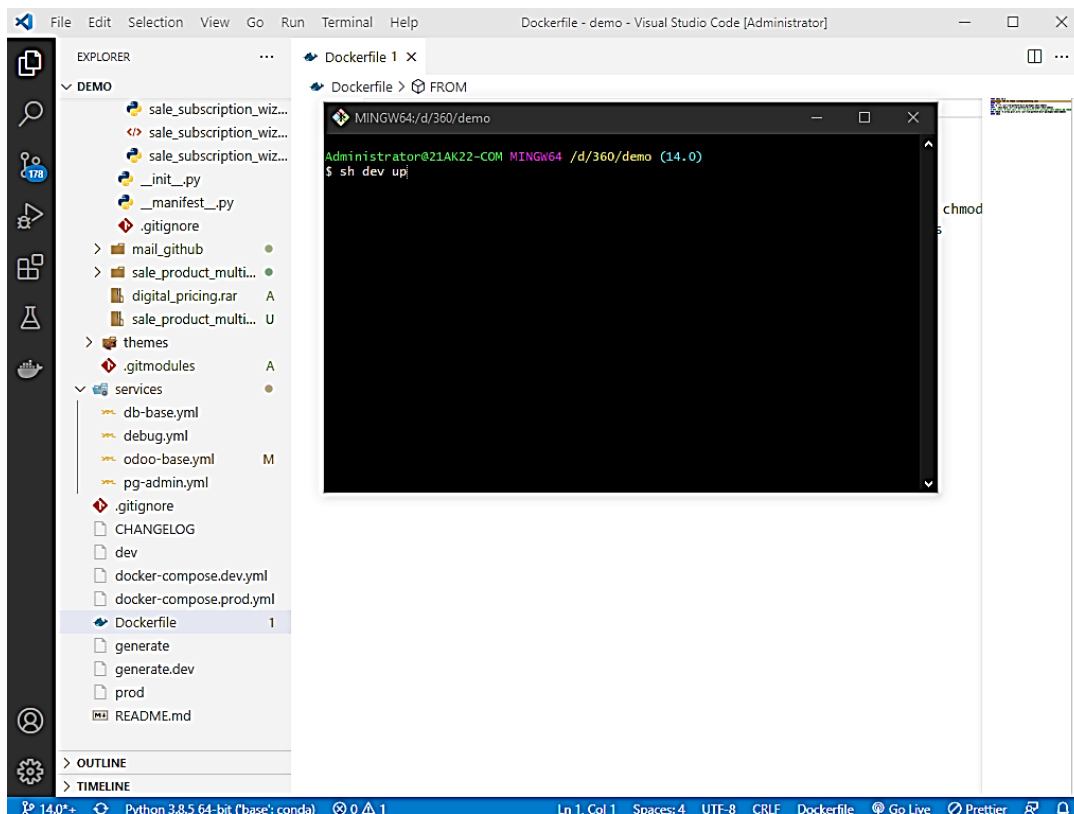 File Edit Selection View Go Run Terminal Help Dockerfile - demo - Visual Studio Code [Administrator]
EXPLORER
Dockerfile 1
DEMO
Dockerfile > FROM
sale_subscription_wiz...
sale_subscription_wiz...
sale_subscription_wiz...
__init__.py
__manifest__.py
.gitignore
mail_github
sale_product_multi...
digital_pricing.rar A
sale_product_multi... U
themes
.gitmodules A
services
db-base.yml
debug.yml
odoo-base.yml M
pg-admin.yml
.gitignore
CHANGELOG
dev
docker-compose.dev.yml
docker-compose.prod.yml
Dockerfile 1
generate
generate.dev
prod
README.md
OUTLINE
TIMELINE
178
MINGW64:/d/360/demo
Administrator@21AK22-COM MINGW64 /d/360/demo (14.0)
$ sh dev up
chmod
s
14.0*+ Python 3.8.5 64-bit ('base': conda) 0 1 Ln 1, Col 1 Spaces: 4 UTF-8 CRLF Dockerfile Go Live Prettier